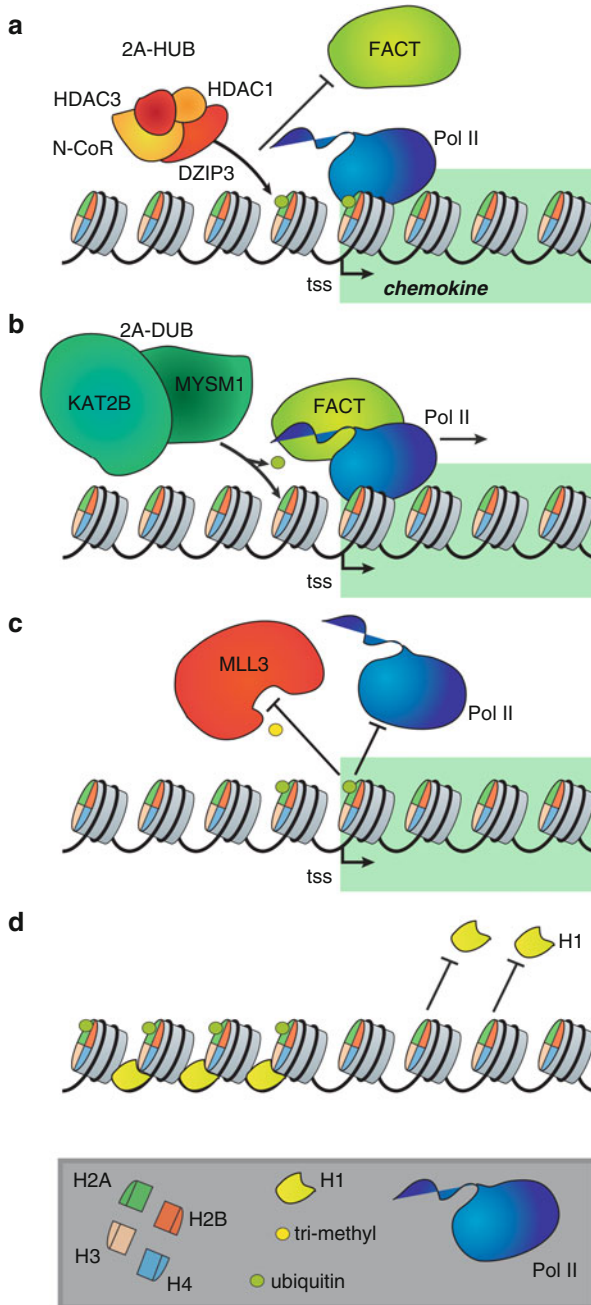 a
2A-HUB
FACT
HDAC3
HDAC1
N-CoR
DZIP3
Pol II
tss
chemokine
b
2A-DUB
KAT2B
MYSM1
FACT
Pol II
tss
c
MLL3
Pol II
tss
d
H1
H2A
H2B
H3
H4
H1
tri-methyl
ubiquitin
Pol II